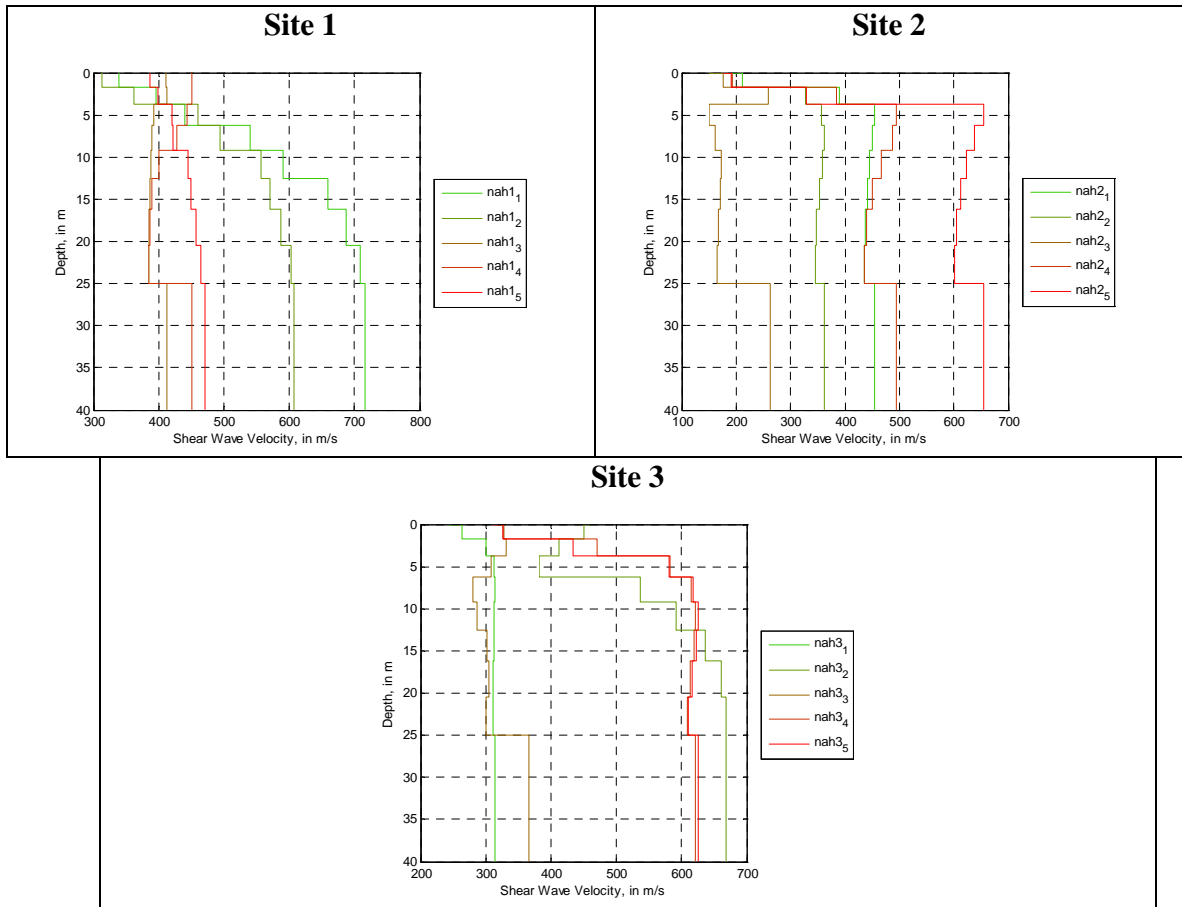 Site 1
0
5
10
15
20
25
30
35
40
300 400 500 600 700 800
Depth, in m
Shear Wave Velocity, in m/s
nah1₁
nah1₂
nah1₃
nah1₄
nah1₅
Site 2
0
5
10
15
20
25
30
35
40
100 200 300 400 500 600 700
Depth, in m
Shear Wave Velocity, in m/s
nah2₁
nah2₂
nah2₃
nah2₄
nah2₅
Site 3
0
5
10
15
20
25
30
35
40
200 300 400 500 600 700
Depth, in m
Shear Wave Velocity, in m/s
nah3₁
nah3₂
nah3₃
nah3₄
nah3₅